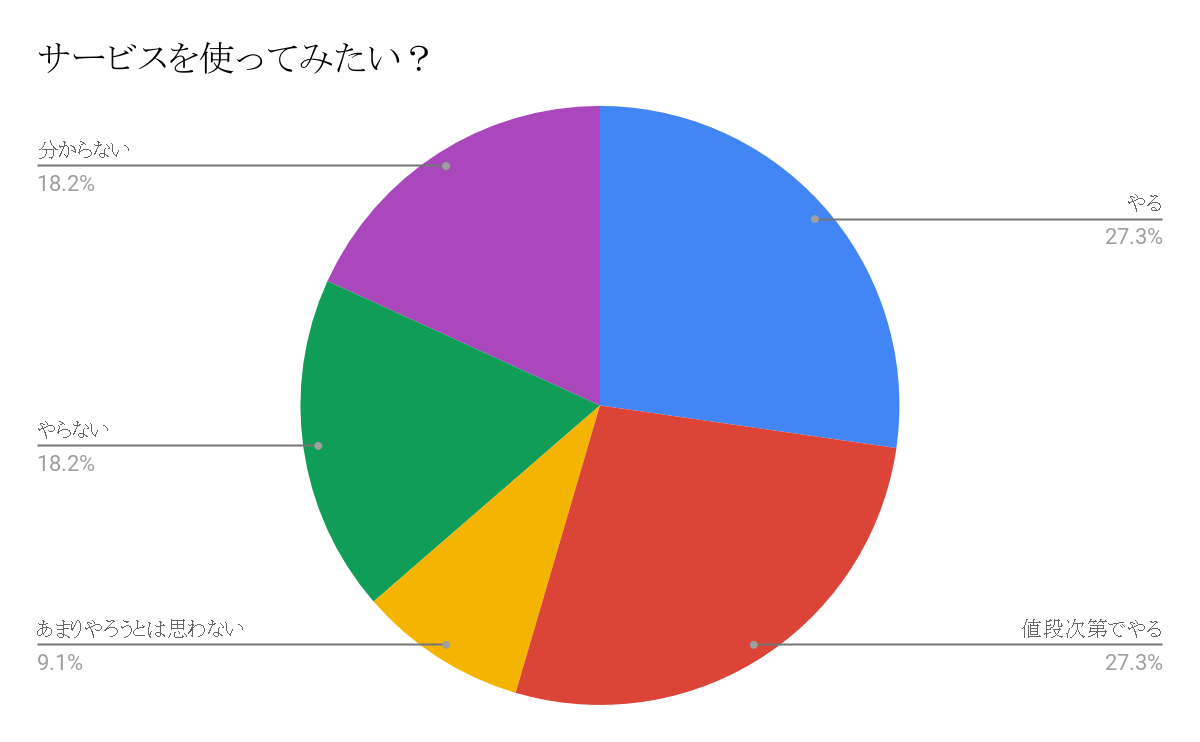 サービスを使ってみたい？
分からない
18.2%
やる
27.3%
やらない
18.2%
あまりやろうとは思わない
9.1%
値段次第でやる
27.3%